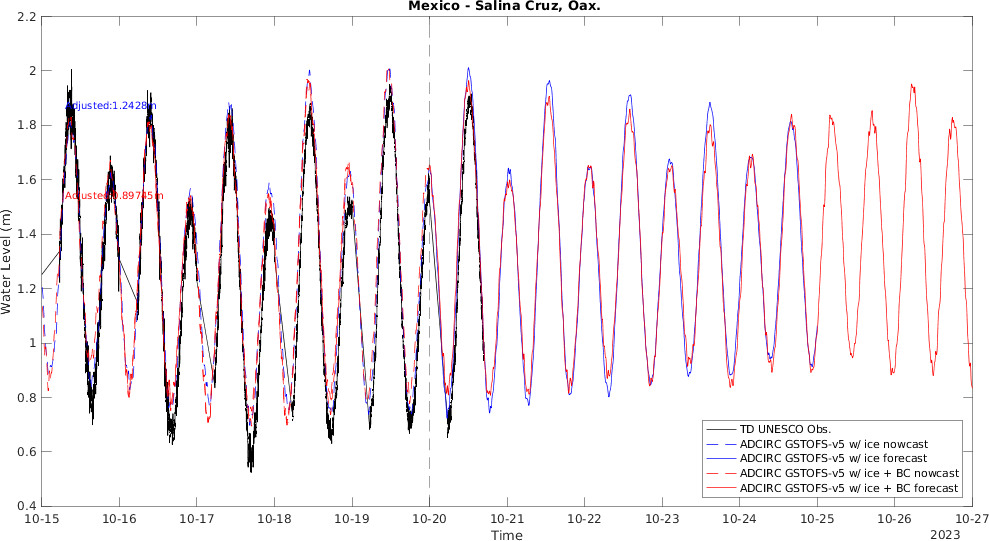 Mexico - Salina Cruz, Oax.
2.2
2
1.8
1.6
1.4
1.2
1
0.8
0.6
0.4
Water Level (m)
Adjusted:1.2428m
Adjusted:0.89745m
TD UNESCO Obs.
ADCIRC GSTOFS-v5 w/ ice nowcast
ADCIRC GSTOFS-v5 w/ ice forecast
ADCIRC GSTOFS-v5 w/ ice + BC nowcast
ADCIRC GSTOFS-v5 w/ ice + BC forecast
10-15 10-16 10-17 10-18 10-19 10-20 10-21 10-22 10-23 10-24 10-25 10-26 10-27
Time
2023